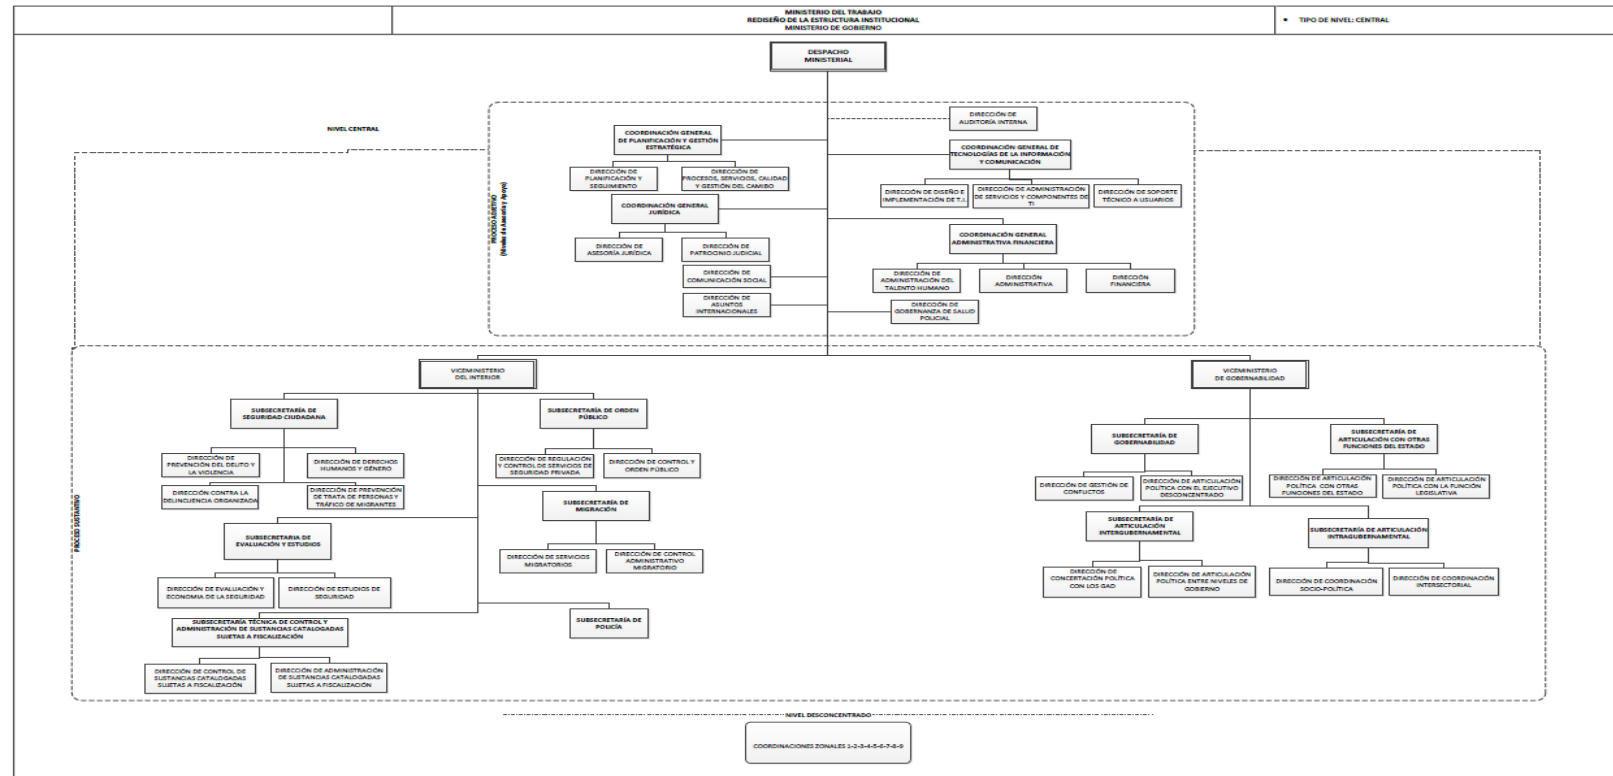 MINISTERIO DEL TRABAJO
REDISEÑO DE LA ESTRUCTURA INSTITUCIONAL
MINISTERIO DE GOBIERNO
• TIPO DE NIVEL: CENTRAL
DESPACHO
MINISTERIAL
NIVEL CENTRAL
DIRECCIÓN DE
AUDITORÍA INTERNA
COORDINACIÓN GENERAL
DE PLANIFICACIÓN Y GESTIÓN
ESTRATÉGICA
COORDINACIÓN GENERAL DE
TECNOLOGÍAS DE LA INFORMACIÓN
Y COMUNICACIÓN
DIRECCIÓN DE
PLANIFICACIÓN Y
SEGUIMIENTO
DIRECCIÓN DE
PROCESOS, SERVICIOS, CALIDAD
Y GESTIÓN DEL CAMIBO
DIRECCIÓN DE DISEÑO E
IMPLEMENTACIÓN DE T.I.
DIRECCIÓN DE ADMINISTRACIÓN
DE SERVICIOS Y COMPONENTES DE
TI
DIRECCIÓN DE SOPORTE
TÉCNICO A USUARIOS
PROCESO ADJETIVO
(Niveles de Asesoría y Apoyo)
COORDINACIÓN GENERAL
JURÍDICA
COORDINACIÓN GENERAL
ADMINISTRATIVA FINANCIERA
DIRECCIÓN DE
ASESORÍA JURÍDICA
DIRECCIÓN DE
PATROCINIO JUDICIAL
DIRECCIÓN DE
COMUNICACIÓN SOCIAL
DIRECCIÓN DE
ADMINISTRACIÓN DEL
TALENTO HUMANO
DIRECCIÓN
ADMINISTRATIVA
DIRECCIÓN
FINANCIERA
DIRECCIÓN DE
ASUNTOS
INTERNACIONALES
DIRECCIÓN DE
GOBERNANZA DE SALUD
POLICIAL
VICEMINISTERIO
DEL INTERIOR
VICEMINISTERIO
DE GOBERNABILIDAD
SUBSECRETARÍA DE
SEGURIDAD CIUDADANA
SUBSECRETARÍA DE ORDEN
PÚBLICO
SUBSECRETARÍA DE
GOBERNABILIDAD
SUBSECRETARÍA DE
ARTICULACIÓN CON OTRAS
FUNCIONES DEL ESTADO
DIRECCIÓN DE
PREVENCIÓN DEL DELITO Y
LA VIOLENCIA
DIRECCIÓN DE DERECHOS
HUMANOS Y GÉNERO
DIRECCIÓN DE REGULACIÓN
Y CONTROL DE SERVICIOS DE
SEGURIDAD PRIVADA
DIRECCIÓN DE CONTROL Y
ORDEN PÚBLICO
DIRECCIÓN DE GESTIÓN DE
CONFLICTOS
DIRECCIÓN DE ARTICULACIÓN
POLÍTICA CON EL EJECUTIVO
DESCONCENTRADO
DIRECCIÓN DE ARTICULACIÓN
POLÍTICA CON OTRAS
FUNCIONES DEL ESTADO
DIRECCIÓN DE ARTICULACIÓN
POLÍTICA CON LA FUNCIÓN
LEGISLATIVA
DIRECCIÓN CONTRA LA
DELINCUENCIA ORGANIZADA
DIRECCIÓN DE PREVENCIÓN
DE TRATA DE PERSONAS Y
TRÁFICO DE MIGRANTES
SUBSECRETARÍA DE
MIGRACIÓN
SUBSECRETARÍA DE
ARTICULACIÓN
INTERGUBERNAMENTAL
SUBSECRETARÍA DE ARTICULACIÓN
INTRAGUBERNAMENTAL
PROCESO SUSTANTIVO
SUBSECRETARIA DE
EVALUACIÓN Y ESTUDIOS
DIRECCIÓN DE SERVICIOS
MIGRATORIOS
DIRECCIÓN DE CONTROL
ADMINISTRATIVO
MIGRATORIO
DIRECCIÓN DE
CONCERTACIÓN POLÍTICA
CON LOS GAD
DIRECCIÓN DE ARTICULACIÓN
POLÍTICA ENTRE NIVELES DE
GOBIERNO
DIRECCIÓN DE COORDINACIÓN
SOCIO-POLÍTICA
DIRECCIÓN DE COORDINACIÓN
INTERSECTORIAL
DIRECCIÓN DE EVALUACIÓN Y
ECONOMIA DE LA SEGURIDAD
DIRECCIÓN DE ESTUDIOS DE
SEGURIDAD
SUBSECRETARÍA TÉCNICA DE CONTROL Y
ADMINISTRACIÓN DE SUSTANCIAS CATALOGADAS
SUJETAS A FISCALIZACIÓN
SUBSECRETARÍA DE
POLICÍA
DIRECCIÓN DE CONTROL DE
SUSTANCIAS CATALOGADAS
SUJETAS A FISCALIZACIÓN
DIRECCIÓN DE ADMINISTRACIÓN
DE SUSTANCIAS CATALOGADAS
SUJETAS A FISCALIZACIÓN
NIVEL DESCONCENTRADO
COORDINACIONES ZONALES 1-2-3-4-5-6-7-8-9